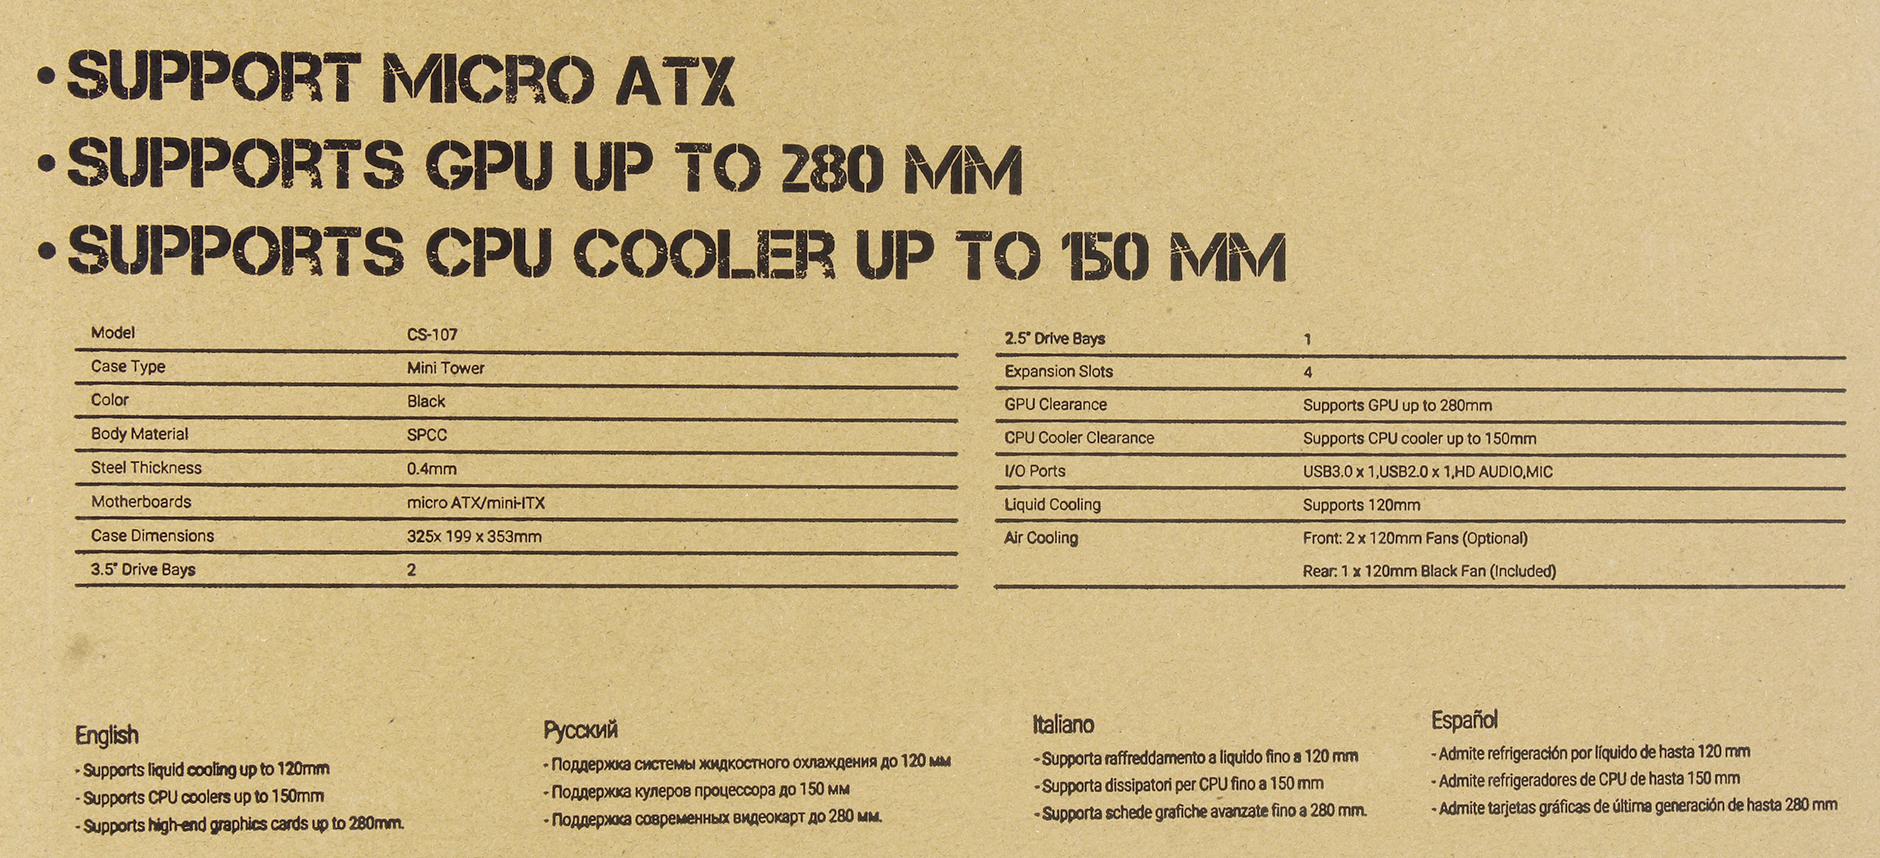 • SUPPORT MICRO ATX
• SUPPORTS GPU UP TO 280 MM
• SUPPORTS CPU COOLER UP TO 150 MM
Model CS-107
Case Type Mini Tower
Color Black
Body Material SPCC
Steel Thickness 0.4mm
Motherboards micro ATX/mini-ITX
Case Dimensions 325x 199 x 353mm
3.5" Drive Bays 2
2.5" Drive Bays 1
Expansion Slots 4
GPU Clearance Supports GPU up to 280mm
CPU Cooler Clearance Supports CPU cooler up to 150mm
I/O Ports USB3.0 x 1,USB2.0 x 1,HD AUDIO,MIC
Liquid Cooling Supports 120mm
Air Cooling Front: 2 x 120mm Fans (Optional)
Rear: 1 x 120mm Black Fan (Included)
English
- Supports liquid cooling up to 120mm
- Supports CPU coolers up to 150mm
- Supports high-end graphics cards up to 280mm.
Русский
- Поддержка системы жидкостного охлаждения до 120 мм
- Поддержка кулеров процессора до 150 мм
- Поддержка современных видеокарт до 280 мм.
Italiano
- Supporta raffreddamento a liquido fino a 120 mm
- Supporta dissipatori per CPU fino a 150 mm
- Supporta schede grafiche avanzate fino a 280 mm.
Español
- Admite refrigeración por líquido de hasta 120 mm
- Admite refrigeradores de CPU de hasta 150 mm
- Admite tarjetas gráficas de última generación de hasta 280 mm